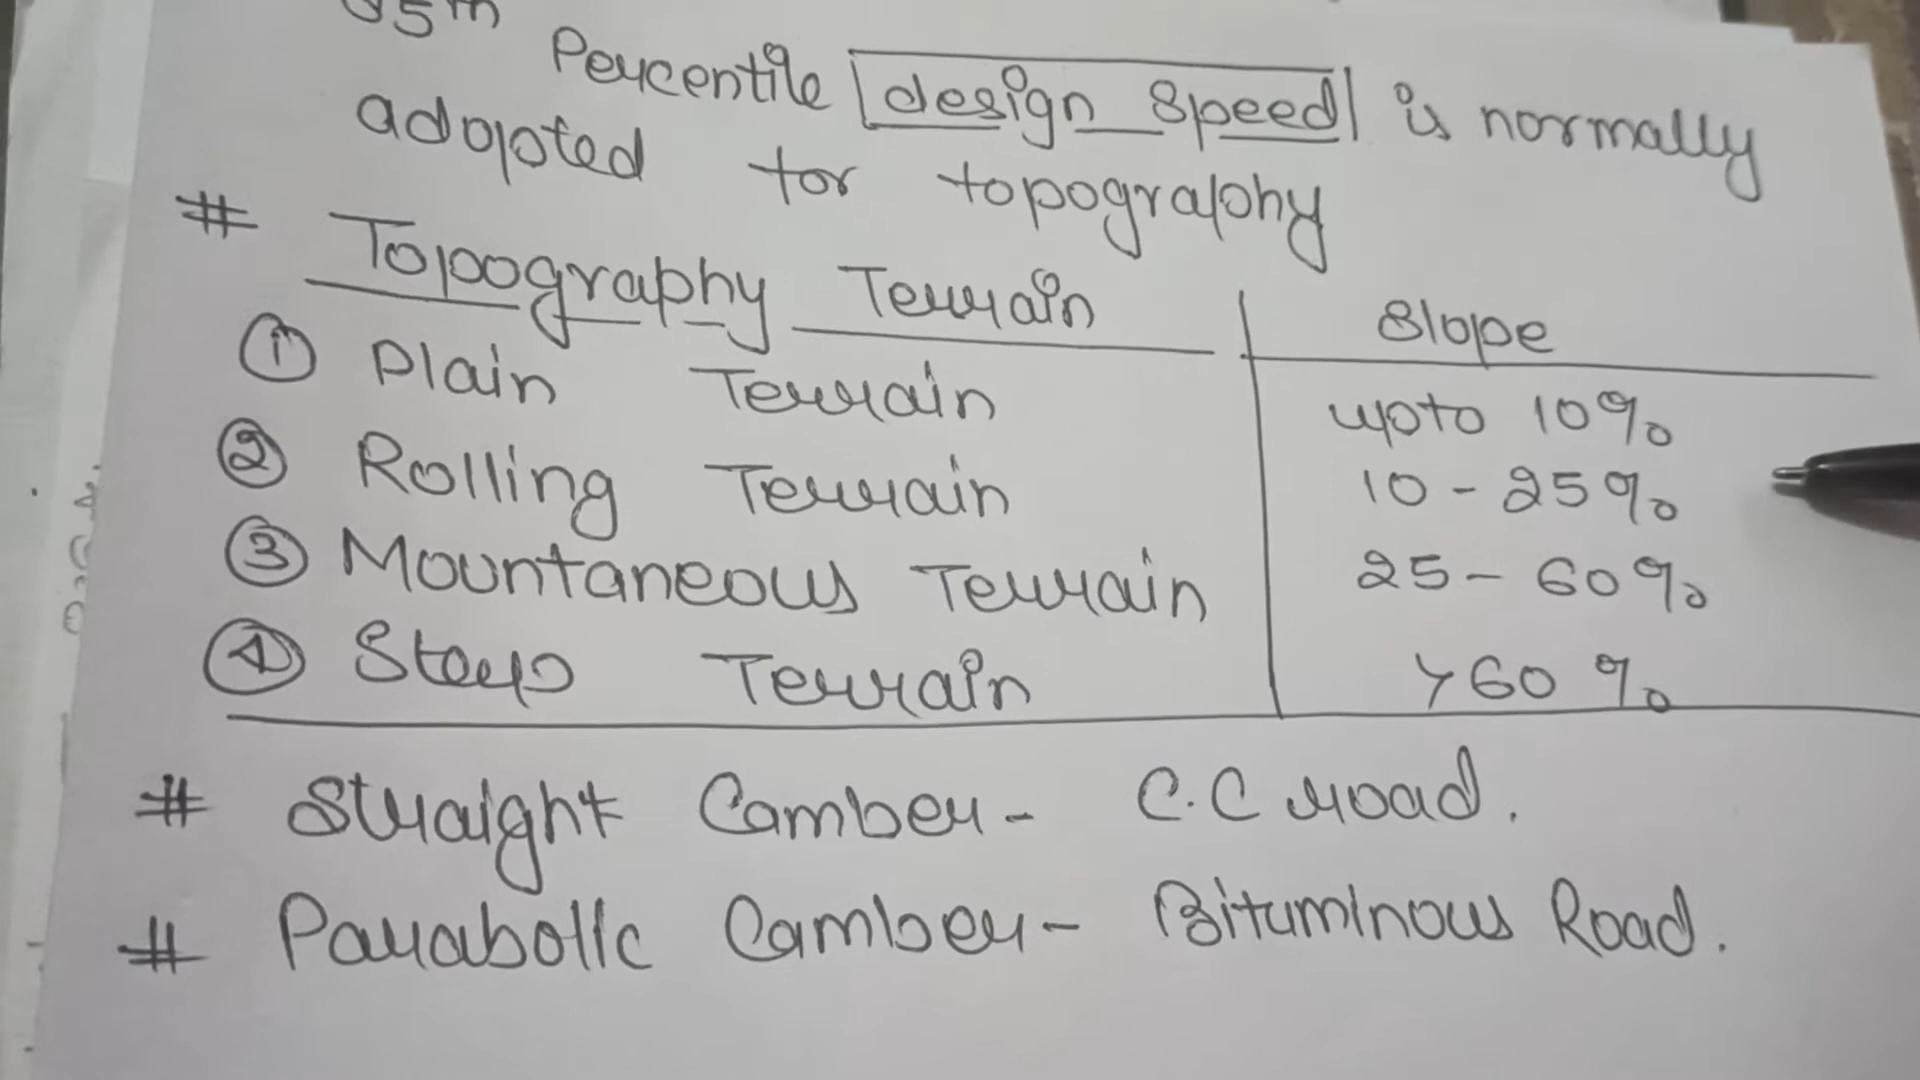 5th Percentile design speed is normally
adopted for topography
# Topography Terrain Slope
① Plain Terrain upto 10%
② Rolling Terrain 10-25%
③ Mountaneous Terrain 25-60%
④ Steep Terrain >60%
# Straight Camber - C.C road.
# Parabolic Camber - Bituminous Road.